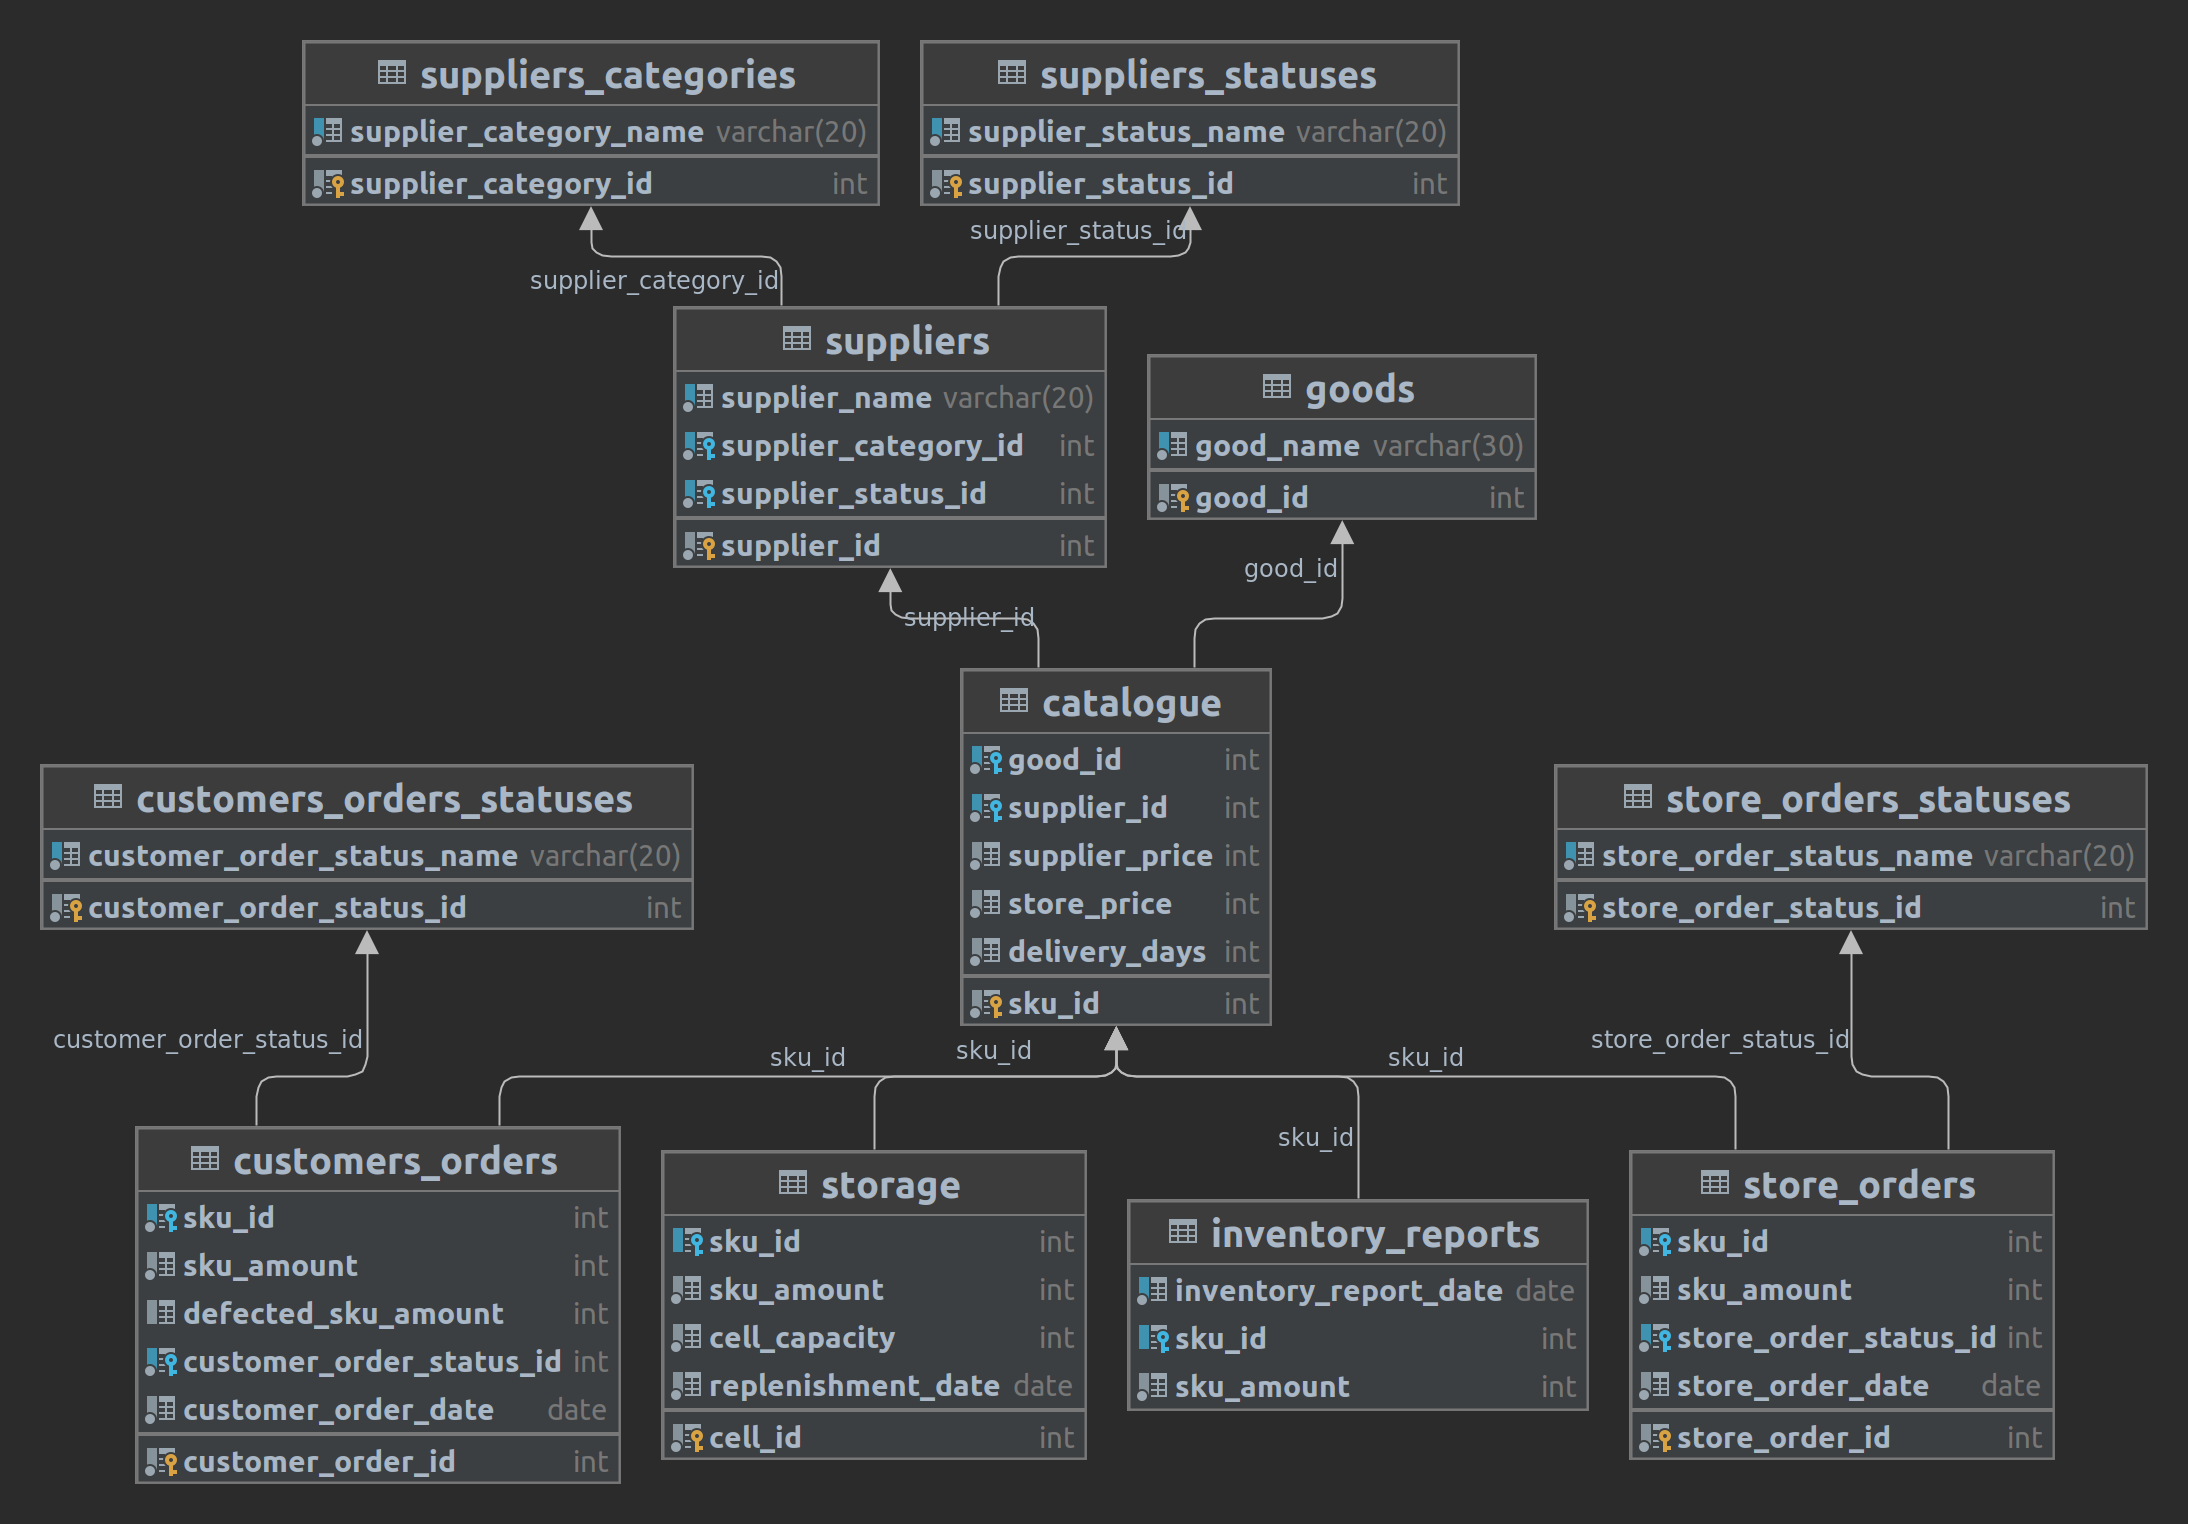 suppliers_categories
supplier_category_name varchar(20)
supplier_category_id int
suppliers_statuses
supplier_status_name varchar(20)
supplier_status_id int
supplier_status_id
supplier_category_id
suppliers
supplier_name varchar(20)
supplier_category_id int
supplier_status_id int
supplier_id int
goods
good_name varchar(30)
good_id int
good_id
supplier_id
catalogue
good_id int
supplier_id int
supplier_price int
store_price int
delivery_days int
sku_id int
customers_orders_statuses
customer_order_status_name varchar(20)
customer_order_status_id int
store_orders_statuses
store_order_status_name varchar(20)
store_order_status_id int
customer_order_status_id
sku_id
sku_id
sku_id
store_order_status_id
sku_id
customers_orders
sku_id int
sku_amount int
defected_sku_amount int
customer_order_status_id int
customer_order_date date
customer_order_id int
storage
sku_id int
sku_amount int
cell_capacity int
replenishment_date date
cell_id int
inventory_reports
inventory_report_date date
sku_id int
sku_amount int
store_orders
sku_id int
sku_amount int
store_order_status_id int
store_order_date date
store_order_id int